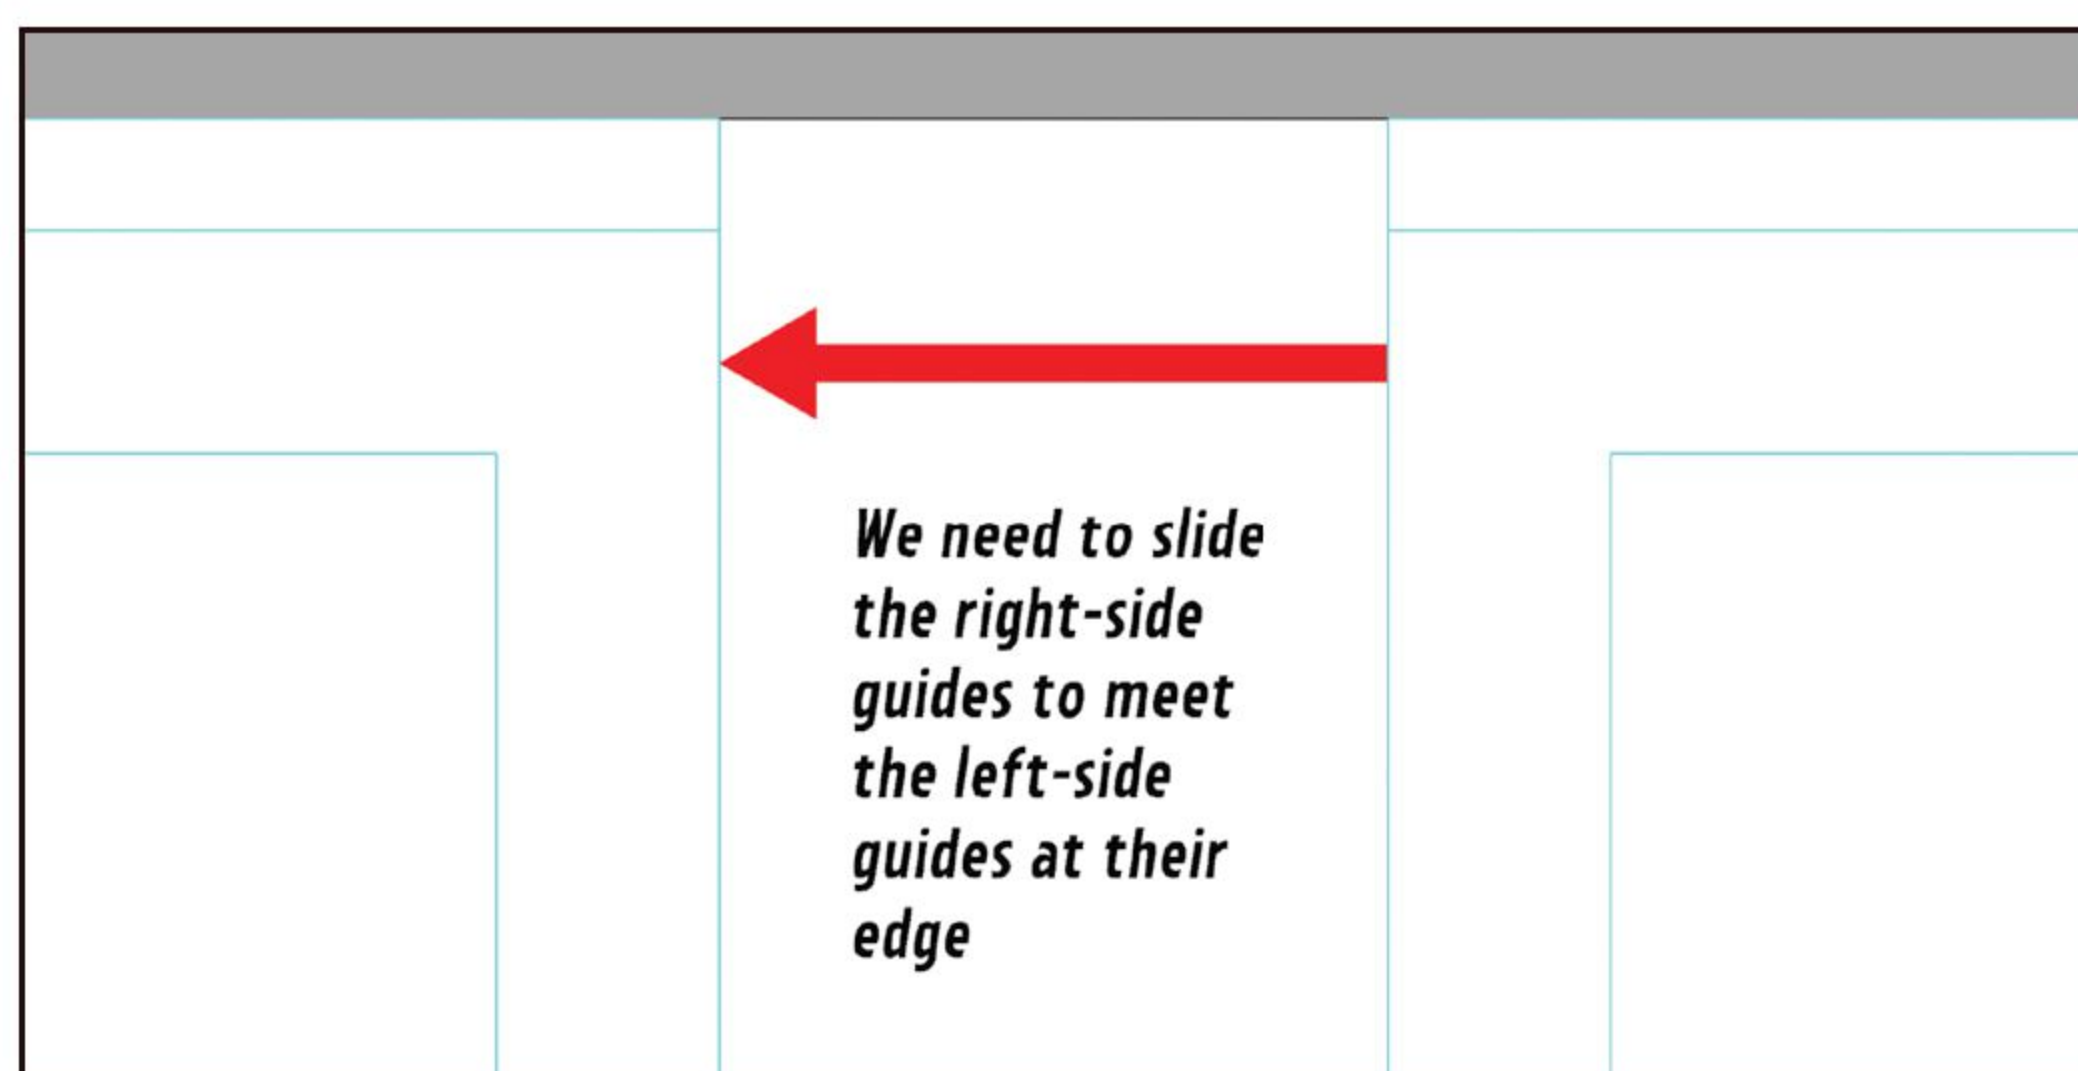 We need to slide
the right-side
guides to meet
the left-side
guides at their
edge